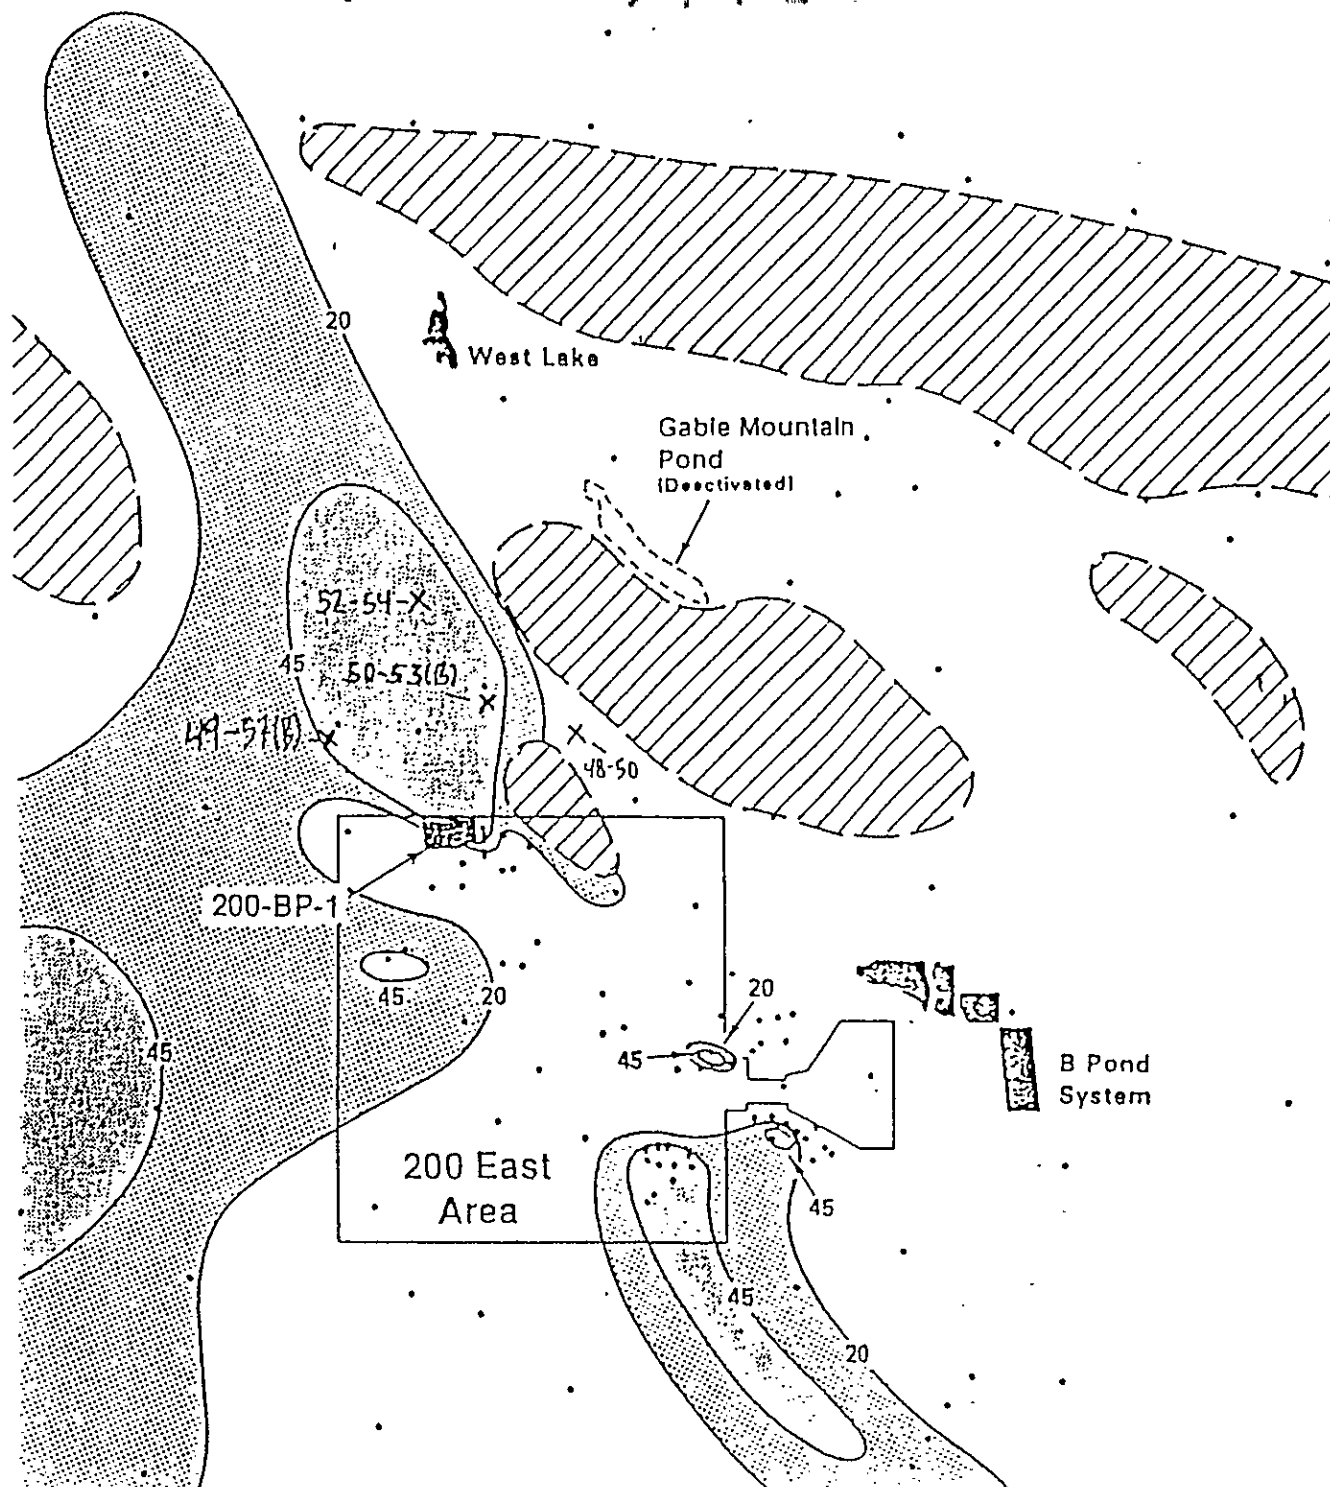 20
West Lake
Gable Mountain
Pond
(Deactivated)
52-54-X
45
50-53(B)
X
49-57(B)-X
X
48-50
200-BP-1
45
20
20
45
45
B Pond
System
200 East
Area
45
45
20